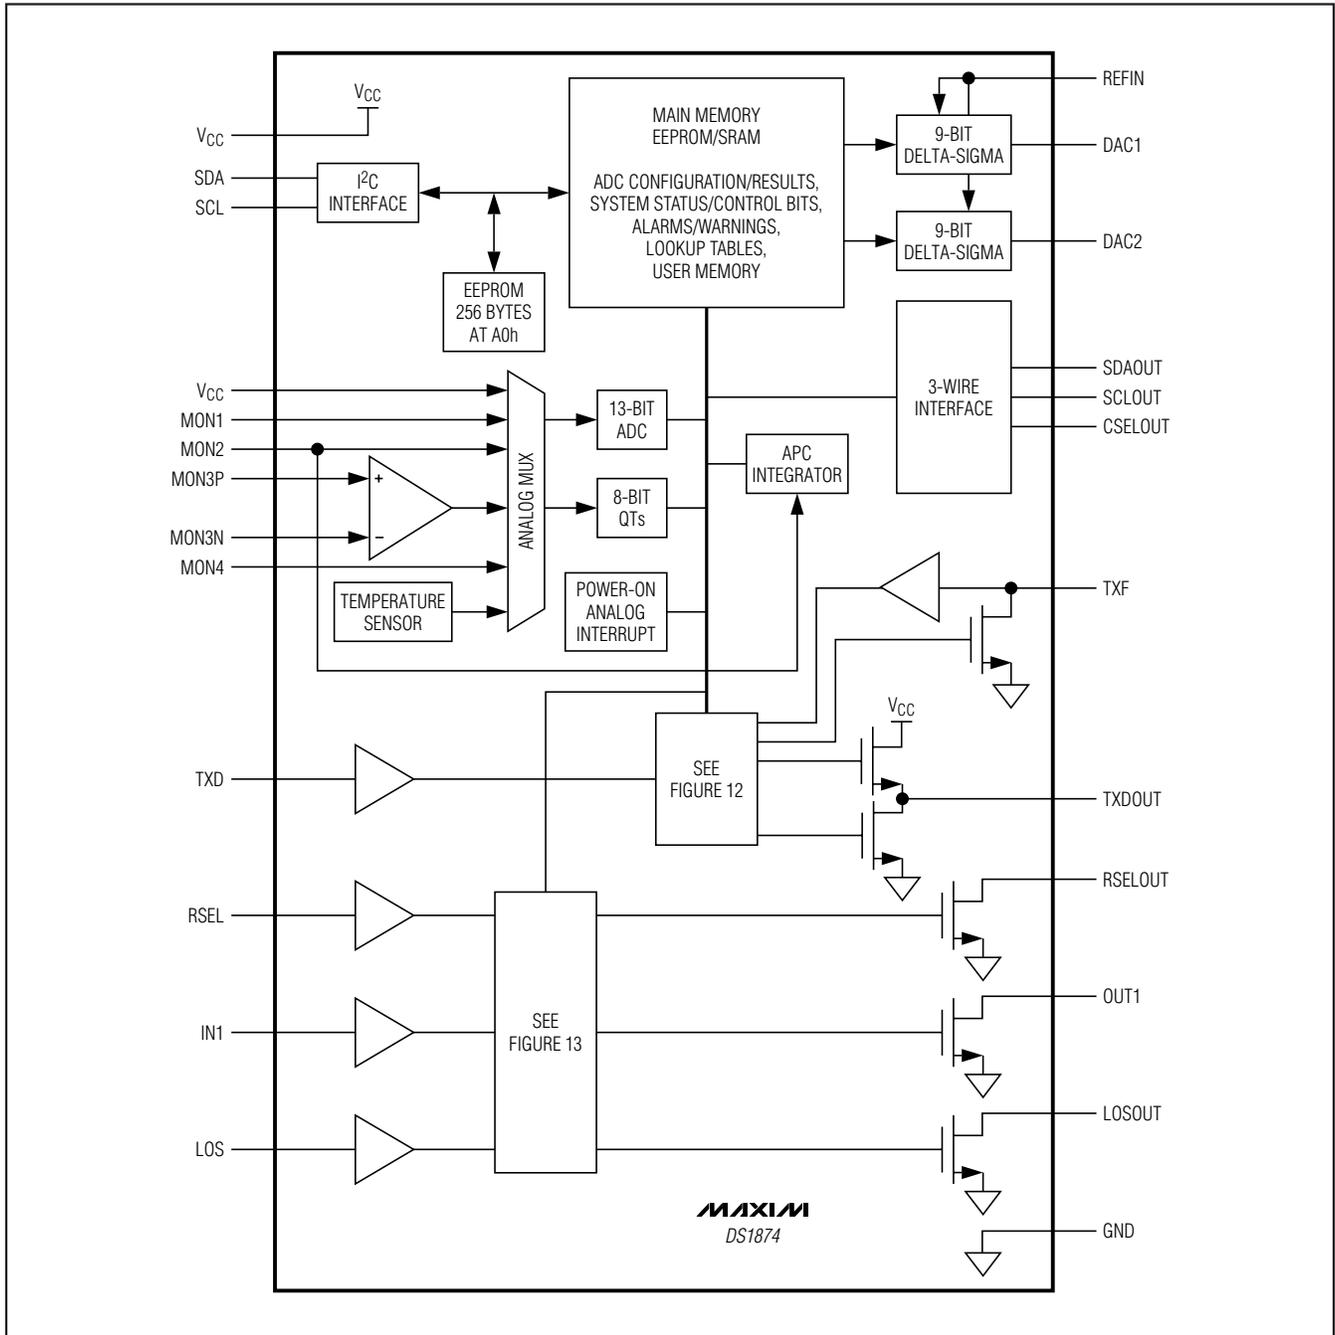 REFIN
VCC
MAIN MEMORY
EEPROM/SRAM
ADC CONFIGURATION/RESULTS,
SYSTEM STATUS/CONTROL BITS,
ALARMS/WARNINGS,
LOOKUP TABLES,
USER MEMORY
9-BIT
DELTA-SIGMA
DAC1
VCC
SDA
SCL
I2C
INTERFACE
9-BIT
DELTA-SIGMA
DAC2
EEPROM
256 BYTES
AT A0h
3-WIRE
INTERFACE
SDAOUT
SCLOUT
CSELOUT
VCC
MON1
MON2
MON3P
MON3N
MON4
+
−
ANALOG MUX
13-BIT
ADC
8-BIT
QTs
APC
INTEGRATOR
TEMPERATURE
SENSOR
POWER-ON
ANALOG
INTERRUPT
TXF
VCC
TXD
SEE
FIGURE 12
TXDOUT
RSELOUT
RSEL
OUT1
IN1
SEE
FIGURE 13
LOSOUT
LOS
MAXIM
DS1874
GND